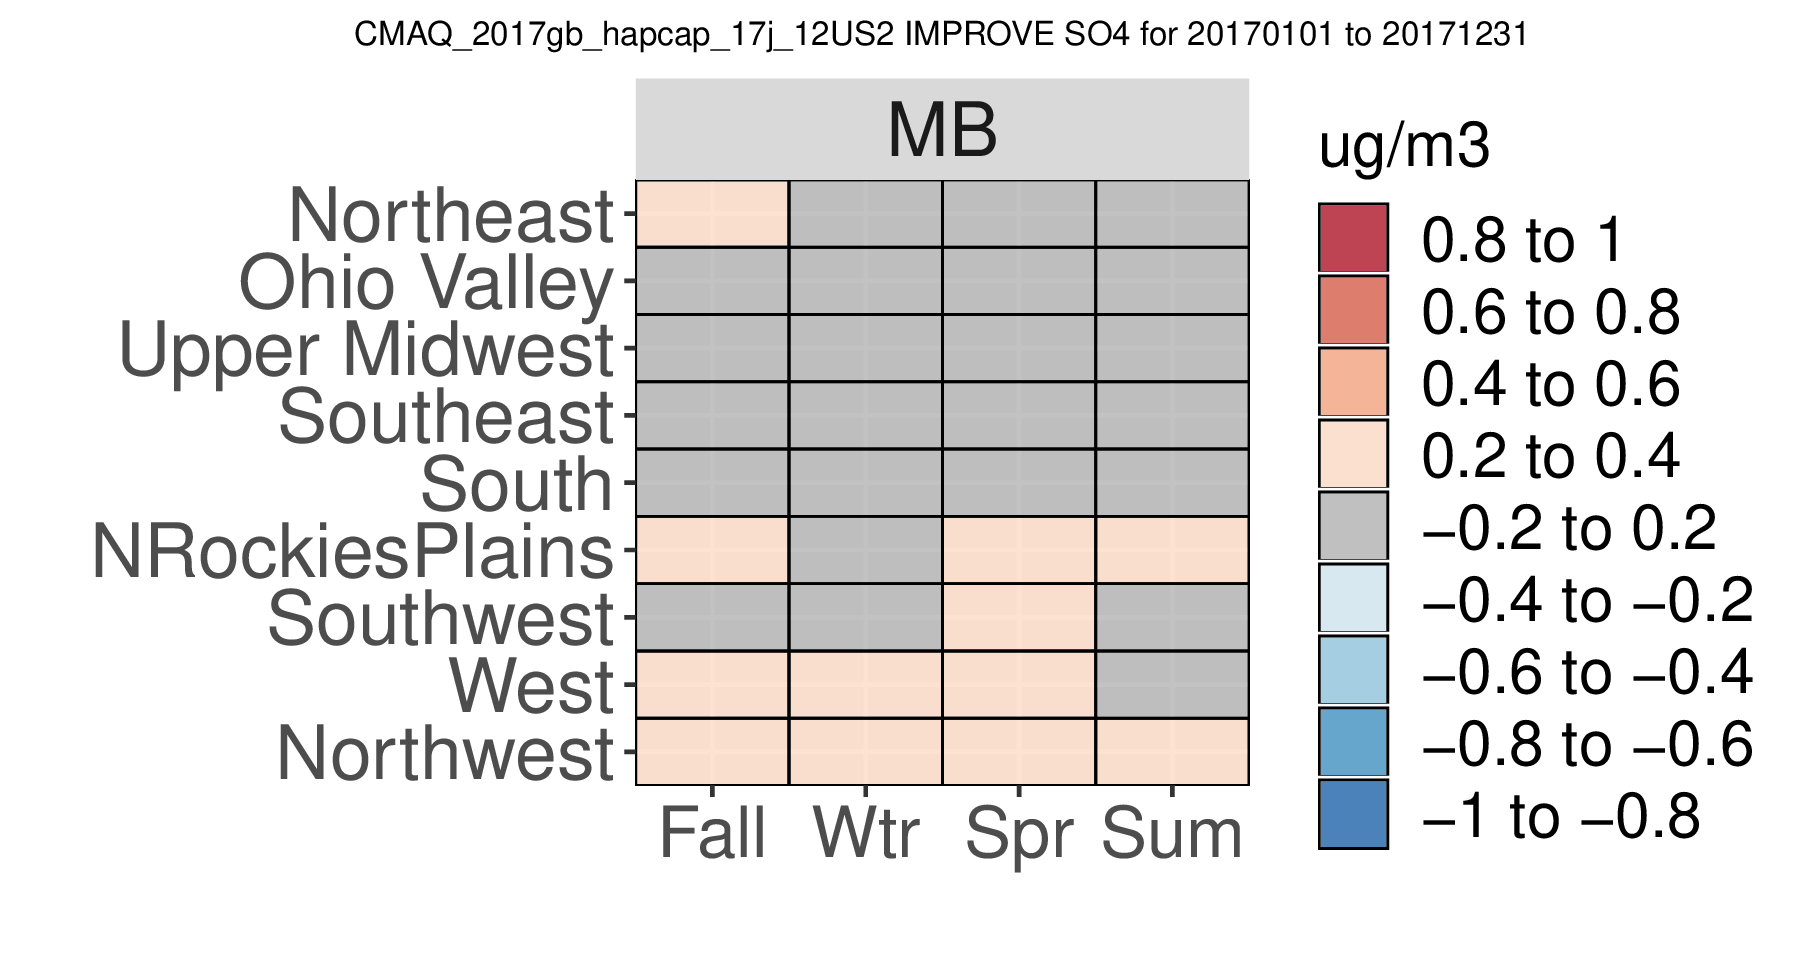 CMAQ_2017gb_hapcap_17j_12US2 IMPROVE SO4 for 20170101 to 20171231
MB
Northeast
Ohio Valley
Upper Midwest
Southeast
South
NRockiesPlains
Southwest
West
Northwest
Fall Wtr Spr Sum
ug/m3
0.8 to 1
0.6 to 0.8
0.4 to 0.6
0.2 to 0.4
−0.2 to 0.2
−0.4 to −0.2
−0.6 to −0.4
−0.8 to −0.6
−1 to −0.8